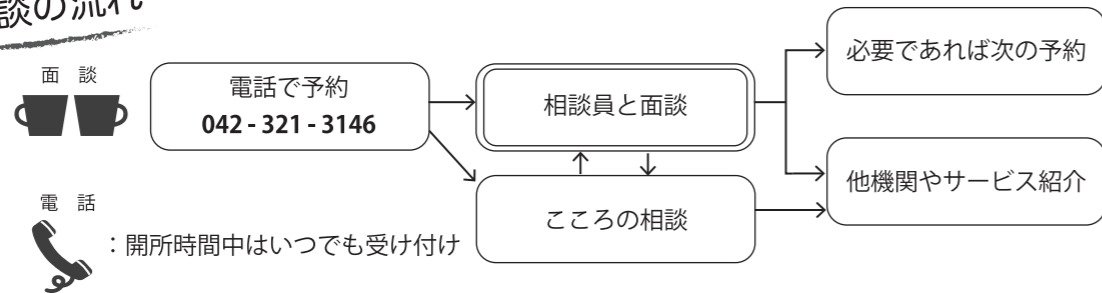 談の流れ
面 談
電話で予約
042 - 321 - 3146
相談員と面談
必要であれば次の予約
こころの相談
他機関やサービス紹介
電 話
：開所時間中はいつでも受け付け